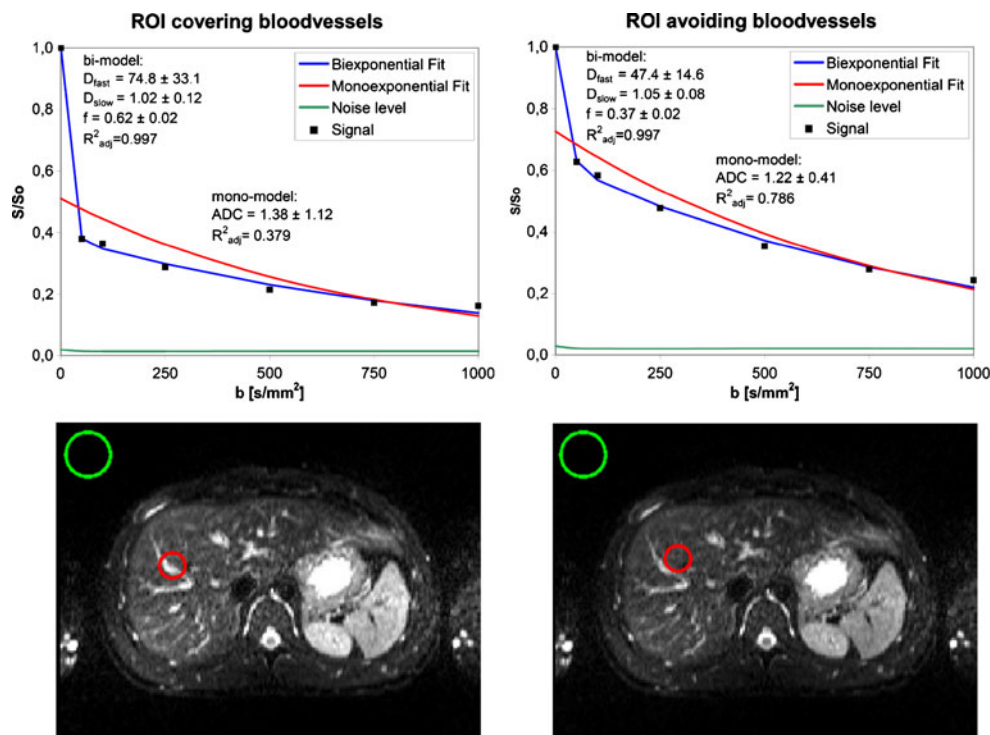 ROI covering bloodvessels
1,0
0,8
0,6
0,4
0,2
0,0
S/So
bi-model:
Dfast = 74.8 ± 33.1
Dslow = 1.02 ± 0.12
f = 0.62 ± 0.02
R²adj=0.997
Biexponential Fit
Monoexponential Fit
Noise level
Signal
mono-model:
ADC = 1.38 ± 1.12
R²adj = 0.379
0 250 500 750 1000
b [s/mm²]
ROI avoiding bloodvessels
1,0
0,8
0,6
0,4
0,2
0,0
S/So
bi-model:
Dfast = 47.4 ± 14.6
Dslow = 1.05 ± 0.08
f = 0.37 ± 0.02
R²adj=0.997
Biexponential Fit
Monoexponential Fit
Noise level
Signal
mono-model:
ADC = 1.22 ± 0.41
R²adj = 0.786
0 250 500 750 1000
b [s/mm²]